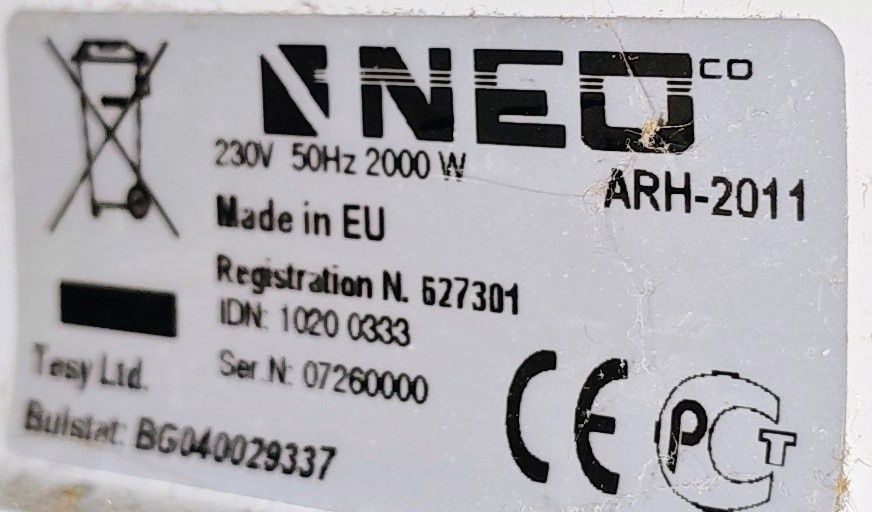 NEO CO
230V 50Hz 2000 W
ARH-2011
Made in EU
Registration N. 627301
IDN: 1020 0333
Ser.N: 07260000
Tesy Ltd.
Bulstat: BG040029337
CE PCT